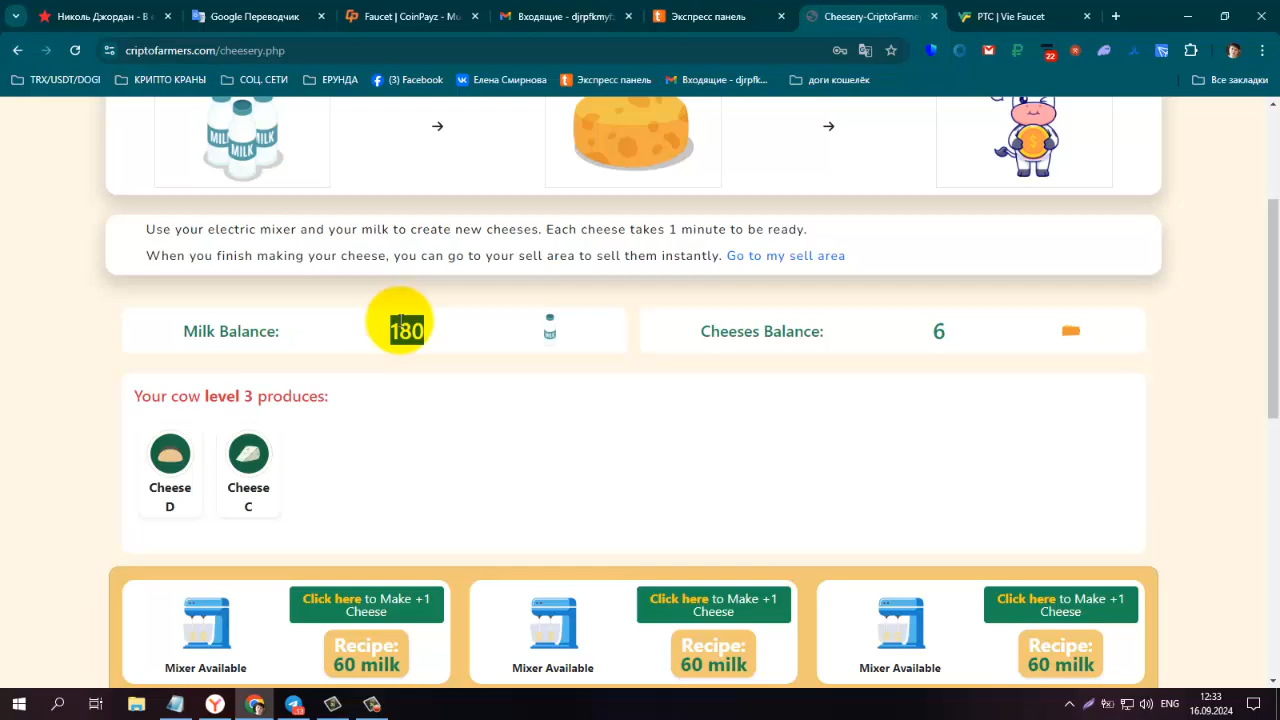 Николь Джордан - В е
Google Переводчик
Faucet | CoinPayz - Mu
Входящие - djrpfkmyfz
Экспресс панель
Cheesery-CriptoFarme
PTC | Vie Faucet
criptofarmers.com/cheesery.php
22
TRX/USDT/DOGI
КРИПТО КРАНЫ
СОЦ. СЕТИ
ЕРУНДА
(3) Facebook
Елена Смирнова
Экспресс панель
Входящие - djrpfk...
доги кошелёк
Все закладки
MILK MILK MILK
Use your electric mixer and your milk to create new cheeses. Each cheese takes 1 minute to be ready.
When you finish making your cheese, you can go to your sell area to sell them instantly. Go to my sell area
Milk Balance: 180
Cheeses Balance: 6
Your cow level 3 produces:
Cheese D
Cheese C
Click here to Make +1
Cheese
Recipe:
60 milk
Mixer Available
Click here to Make +1
Cheese
Recipe:
60 milk
Mixer Available
Click here to Make +1
Cheese
Recipe:
60 milk
Mixer Available
ENG
12:33
16.09.2024